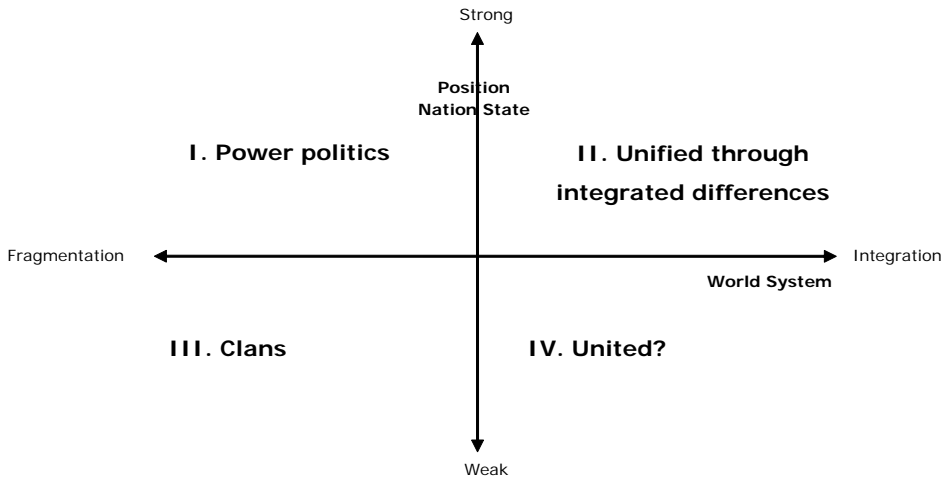 Strong
Position
Nation State
I. Power politics
II. Unified through
integrated differences
Fragmentation
Integration
World System
III. Clans
IV. United?
Weak